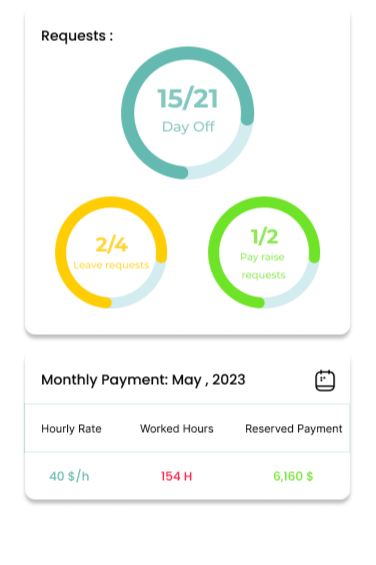 Requests :
15/21
Day Off
2/4
Leave requests
1/2
Pay raise
requests
Monthly Payment: May , 2023
Hourly Rate Worked Hours Reserved Payment
40 $/h 154 H 6,160 $